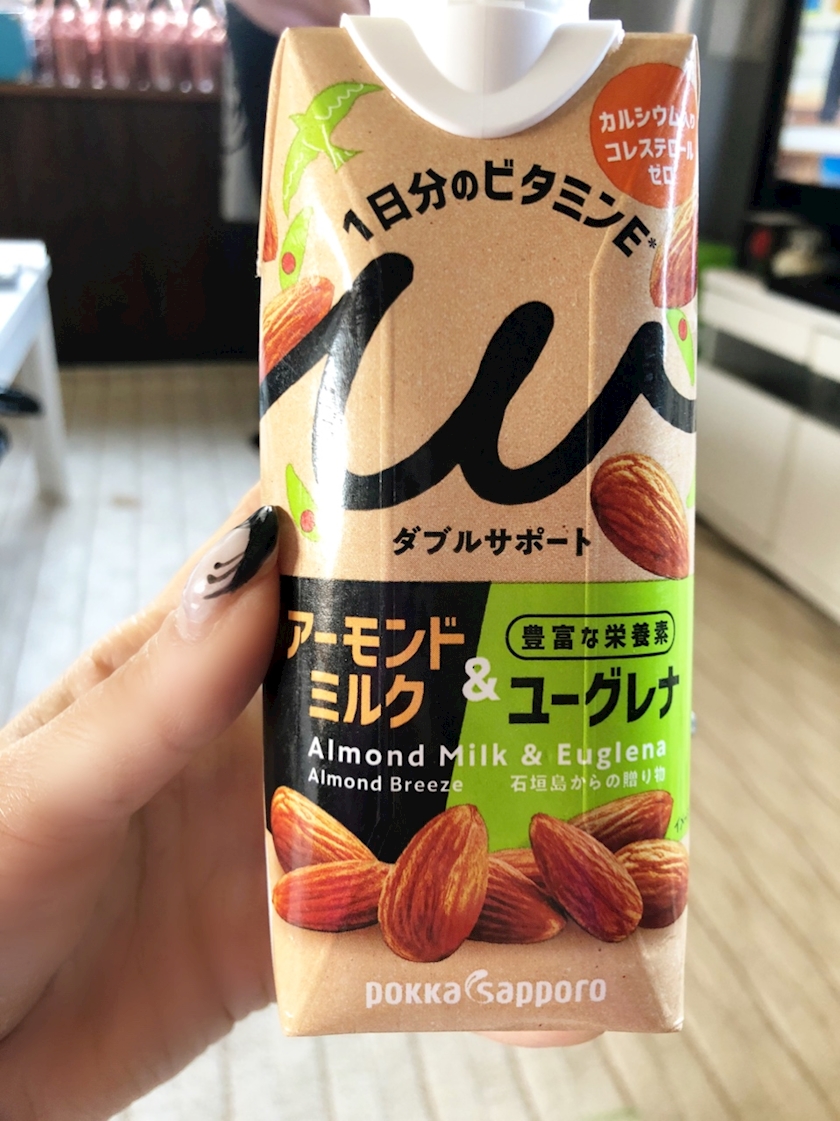 カルシウム入り
コレステロール
ゼロ
1日分のビタミンE*
W
ダブルサポート
アーモンド
ミルク
&
豊富な栄養素
ユーグレナ
Almond Milk & Euglena
Almond Breeze
石垣島からの贈り物
pokka sapporo